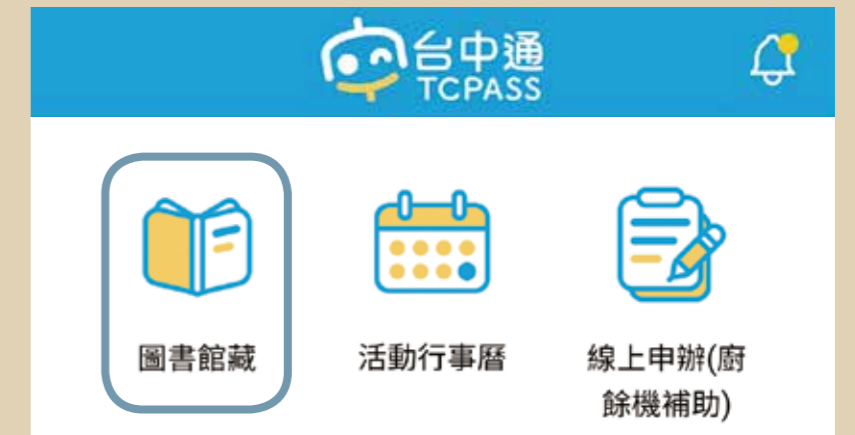 台中通
TCPASS
圖書館藏
活動行事曆
線上申辦(廚
餘機補助)